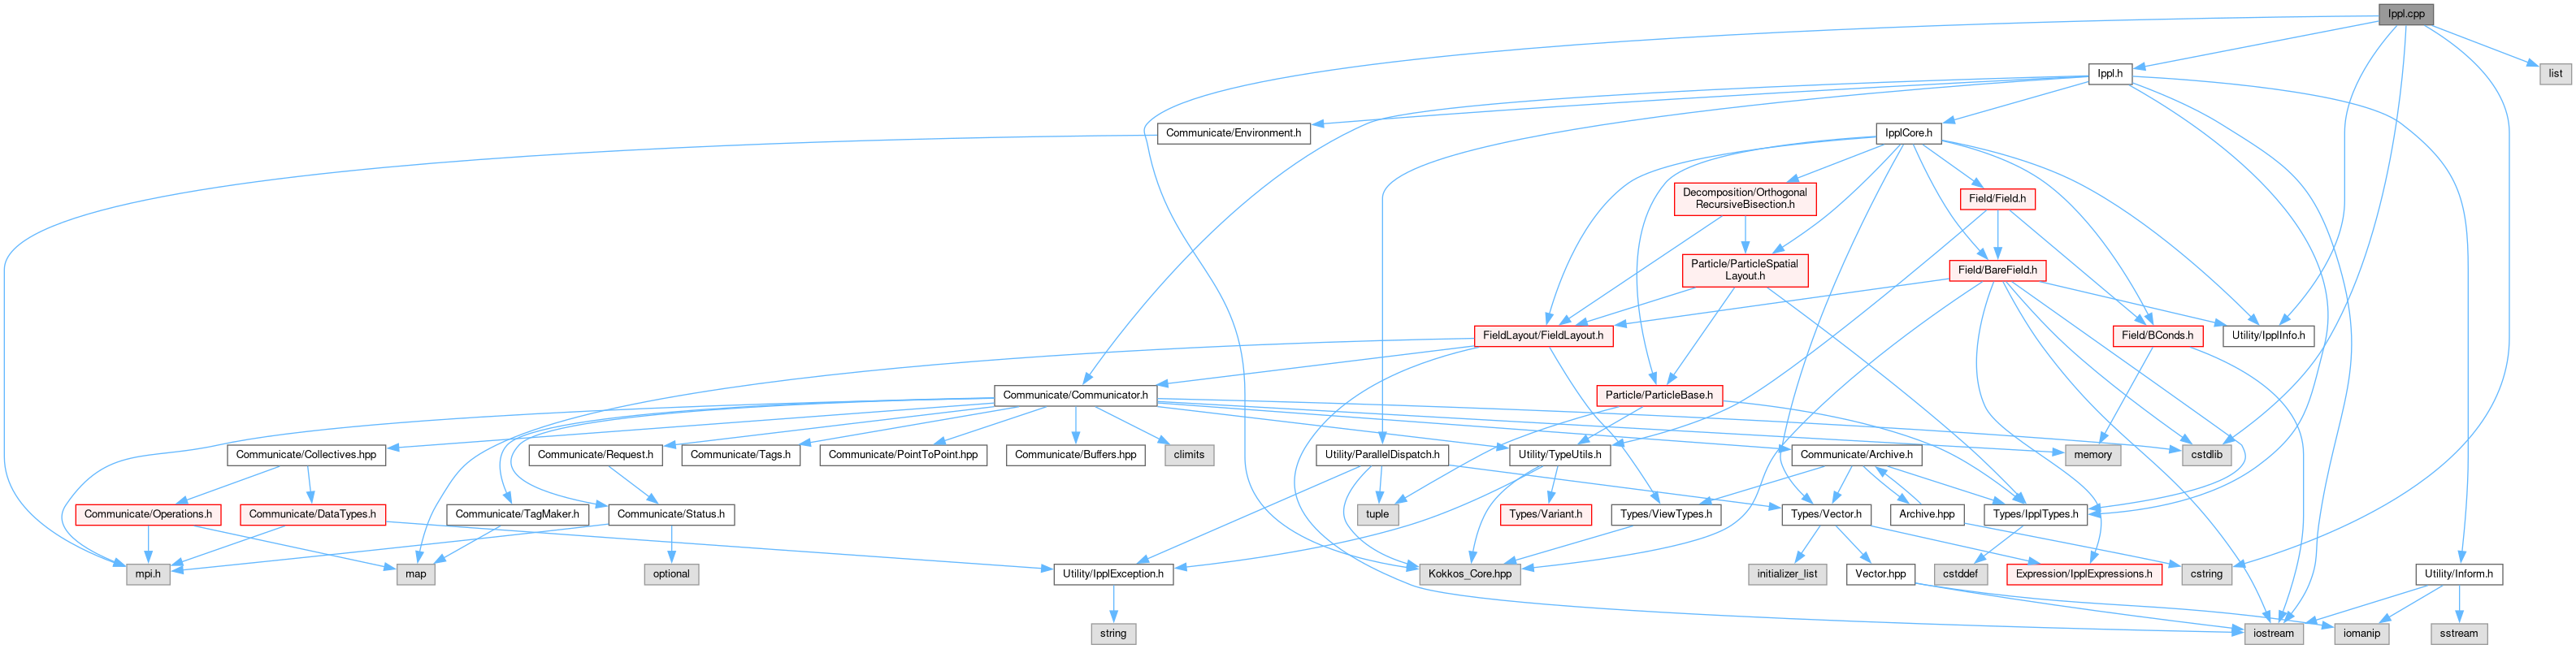 Ippl.cpp
Ippl.h
list
Communicate/Environment.h
IpplCore.h
Decomposition/Orthogonal
RecursiveBisection.h
Field/Field.h
Particle/ParticleSpatial
Layout.h
Field/BareField.h
FieldLayout/FieldLayout.h
Field/BConds.h
Utility/IpplInfo.h
Communicate/Communicator.h
Particle/ParticleBase.h
Communicate/Collectives.hpp
Communicate/Request.h
Communicate/Tags.h
Communicate/PointToPoint.hpp
Communicate/Buffers.hpp
climits
Utility/ParallelDispatch.h
Utility/TypeUtils.h
Communicate/Archive.h
memory
cstdlib
Communicate/Operations.h
Communicate/DataTypes.h
Communicate/TagMaker.h
Communicate/Status.h
tuple
Types/Variant.h
Types/ViewTypes.h
Types/Vector.h
Archive.hpp
Types/IpplTypes.h
mpi.h
map
optional
Utility/IpplException.h
Kokkos_Core.hpp
initializer_list
Vector.hpp
cstddef
Expression/IpplExpressions.h
cstring
Utility/Inform.h
string
iostream
iomanip
sstream